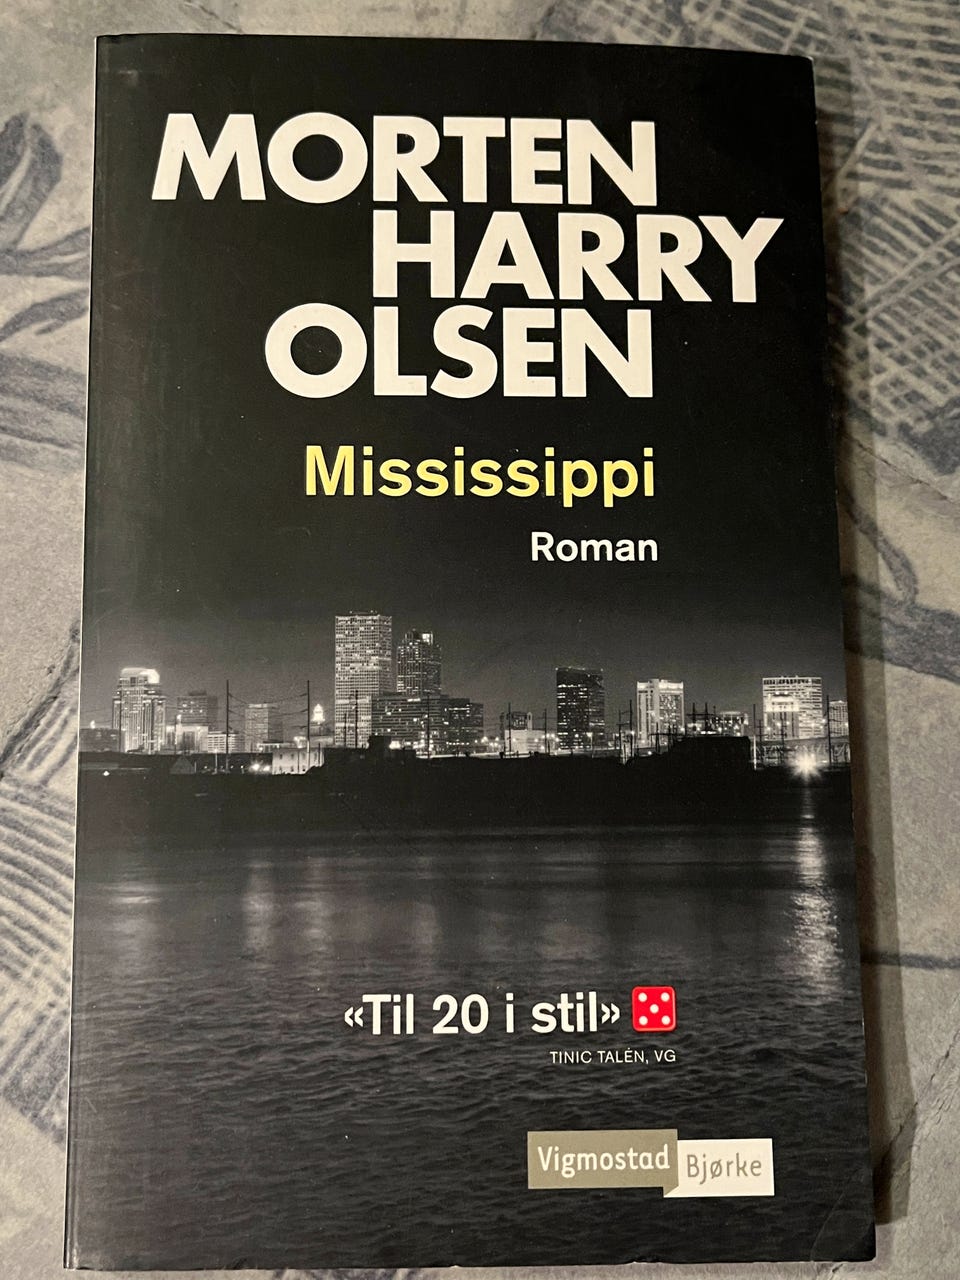 MORTEN
HARRY
OLSEN
Mississippi
Roman
«Til 20 i stil»
TINIC TALÉN, VG
Vigmostad Bjørke